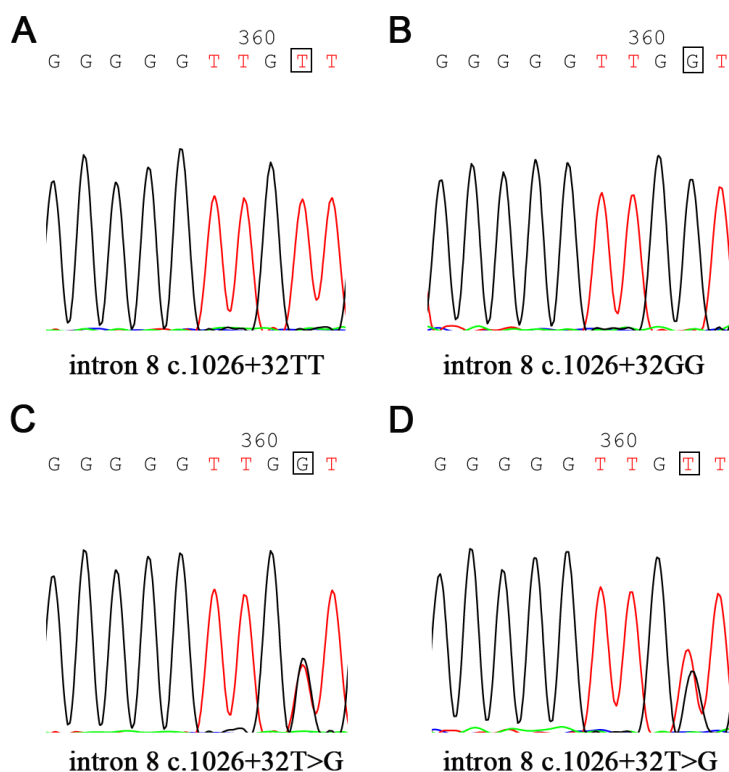 A
360
G G G G G T T G T T
intron 8 c.1026+32TT
B
360
G G G G G T T G G T
intron 8 c.1026+32GG
C
360
G G G G G T T G G T
intron 8 c.1026+32T>G
D
360
G G G G G T T G T T
intron 8 c.1026+32T>G